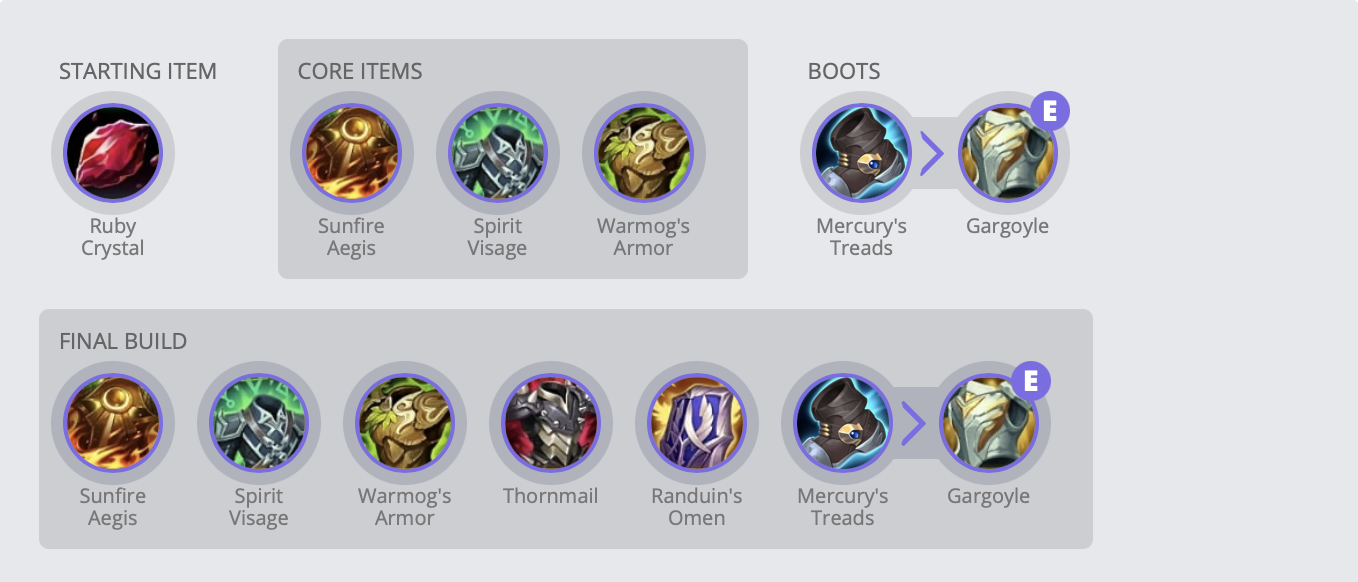 STARTING ITEM
Ruby
Crystal
CORE ITEMS
Sunfire
Aegis
Spirit
Visage
Warmog's
Armor
BOOTS
Mercury's
Treads
E
Gargoyle
FINAL BUILD
Sunfire
Aegis
Spirit
Visage
Warmog's
Armor
Thornmail
Randuin's
Omen
Mercury's
Treads
E
Gargoyle